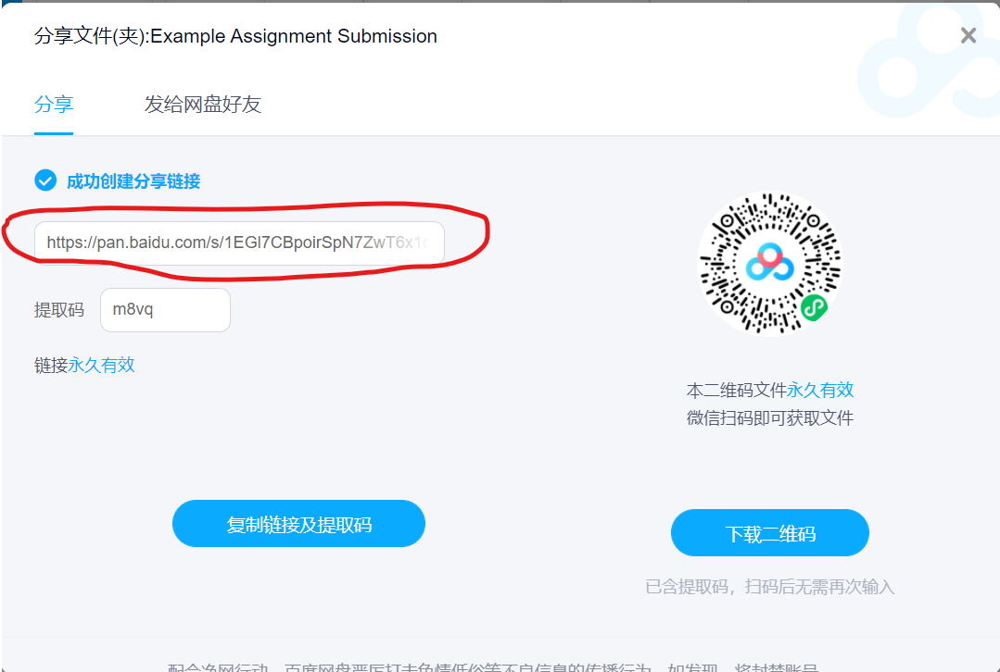 分享文件(夹):Example Assignment Submission
分享
发给网盘好友
成功创建分享链接
https://pan.baidu.com/s/1EGl7CBpoirSpN7ZwT6x1c
提取码 m8vq
链接永久有效
本二维码文件永久有效
微信扫码即可获取文件
复制链接及提取码
下载二维码
已含提取码，扫码后无需再次输入
配合净网行动，百度网盘严厉打击色情低俗等不良信息的传播行为，如发现，将封禁账号